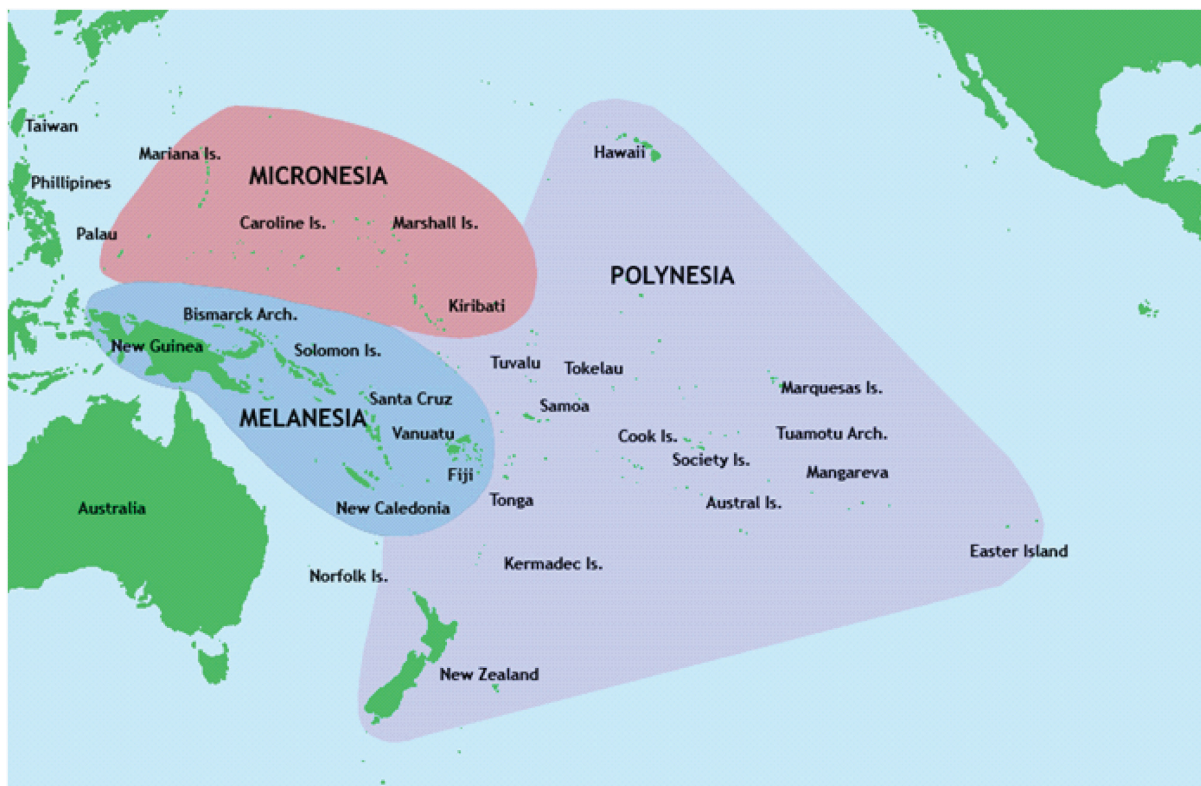 Taiwan
Hawaii
Mariana Is.
MICRONESIA
Phillipines
Caroline Is.
Marshall Is.
Palau
POLYNESIA
Kiribati
Bismarck Arch.
New Guinea
Solomon Is.
Tuvalu
Tokelau
Marquesas Is.
Santa Cruz
Samoa
MELANESIA
Vanuatu
Cook Is.
Tuamotu Arch.
Society Is.
Fiji
Mangareva
Tonga
Austral Is.
New Caledonia
Australia
Easter Island
Kermadec Is.
Norfolk Is.
New Zealand